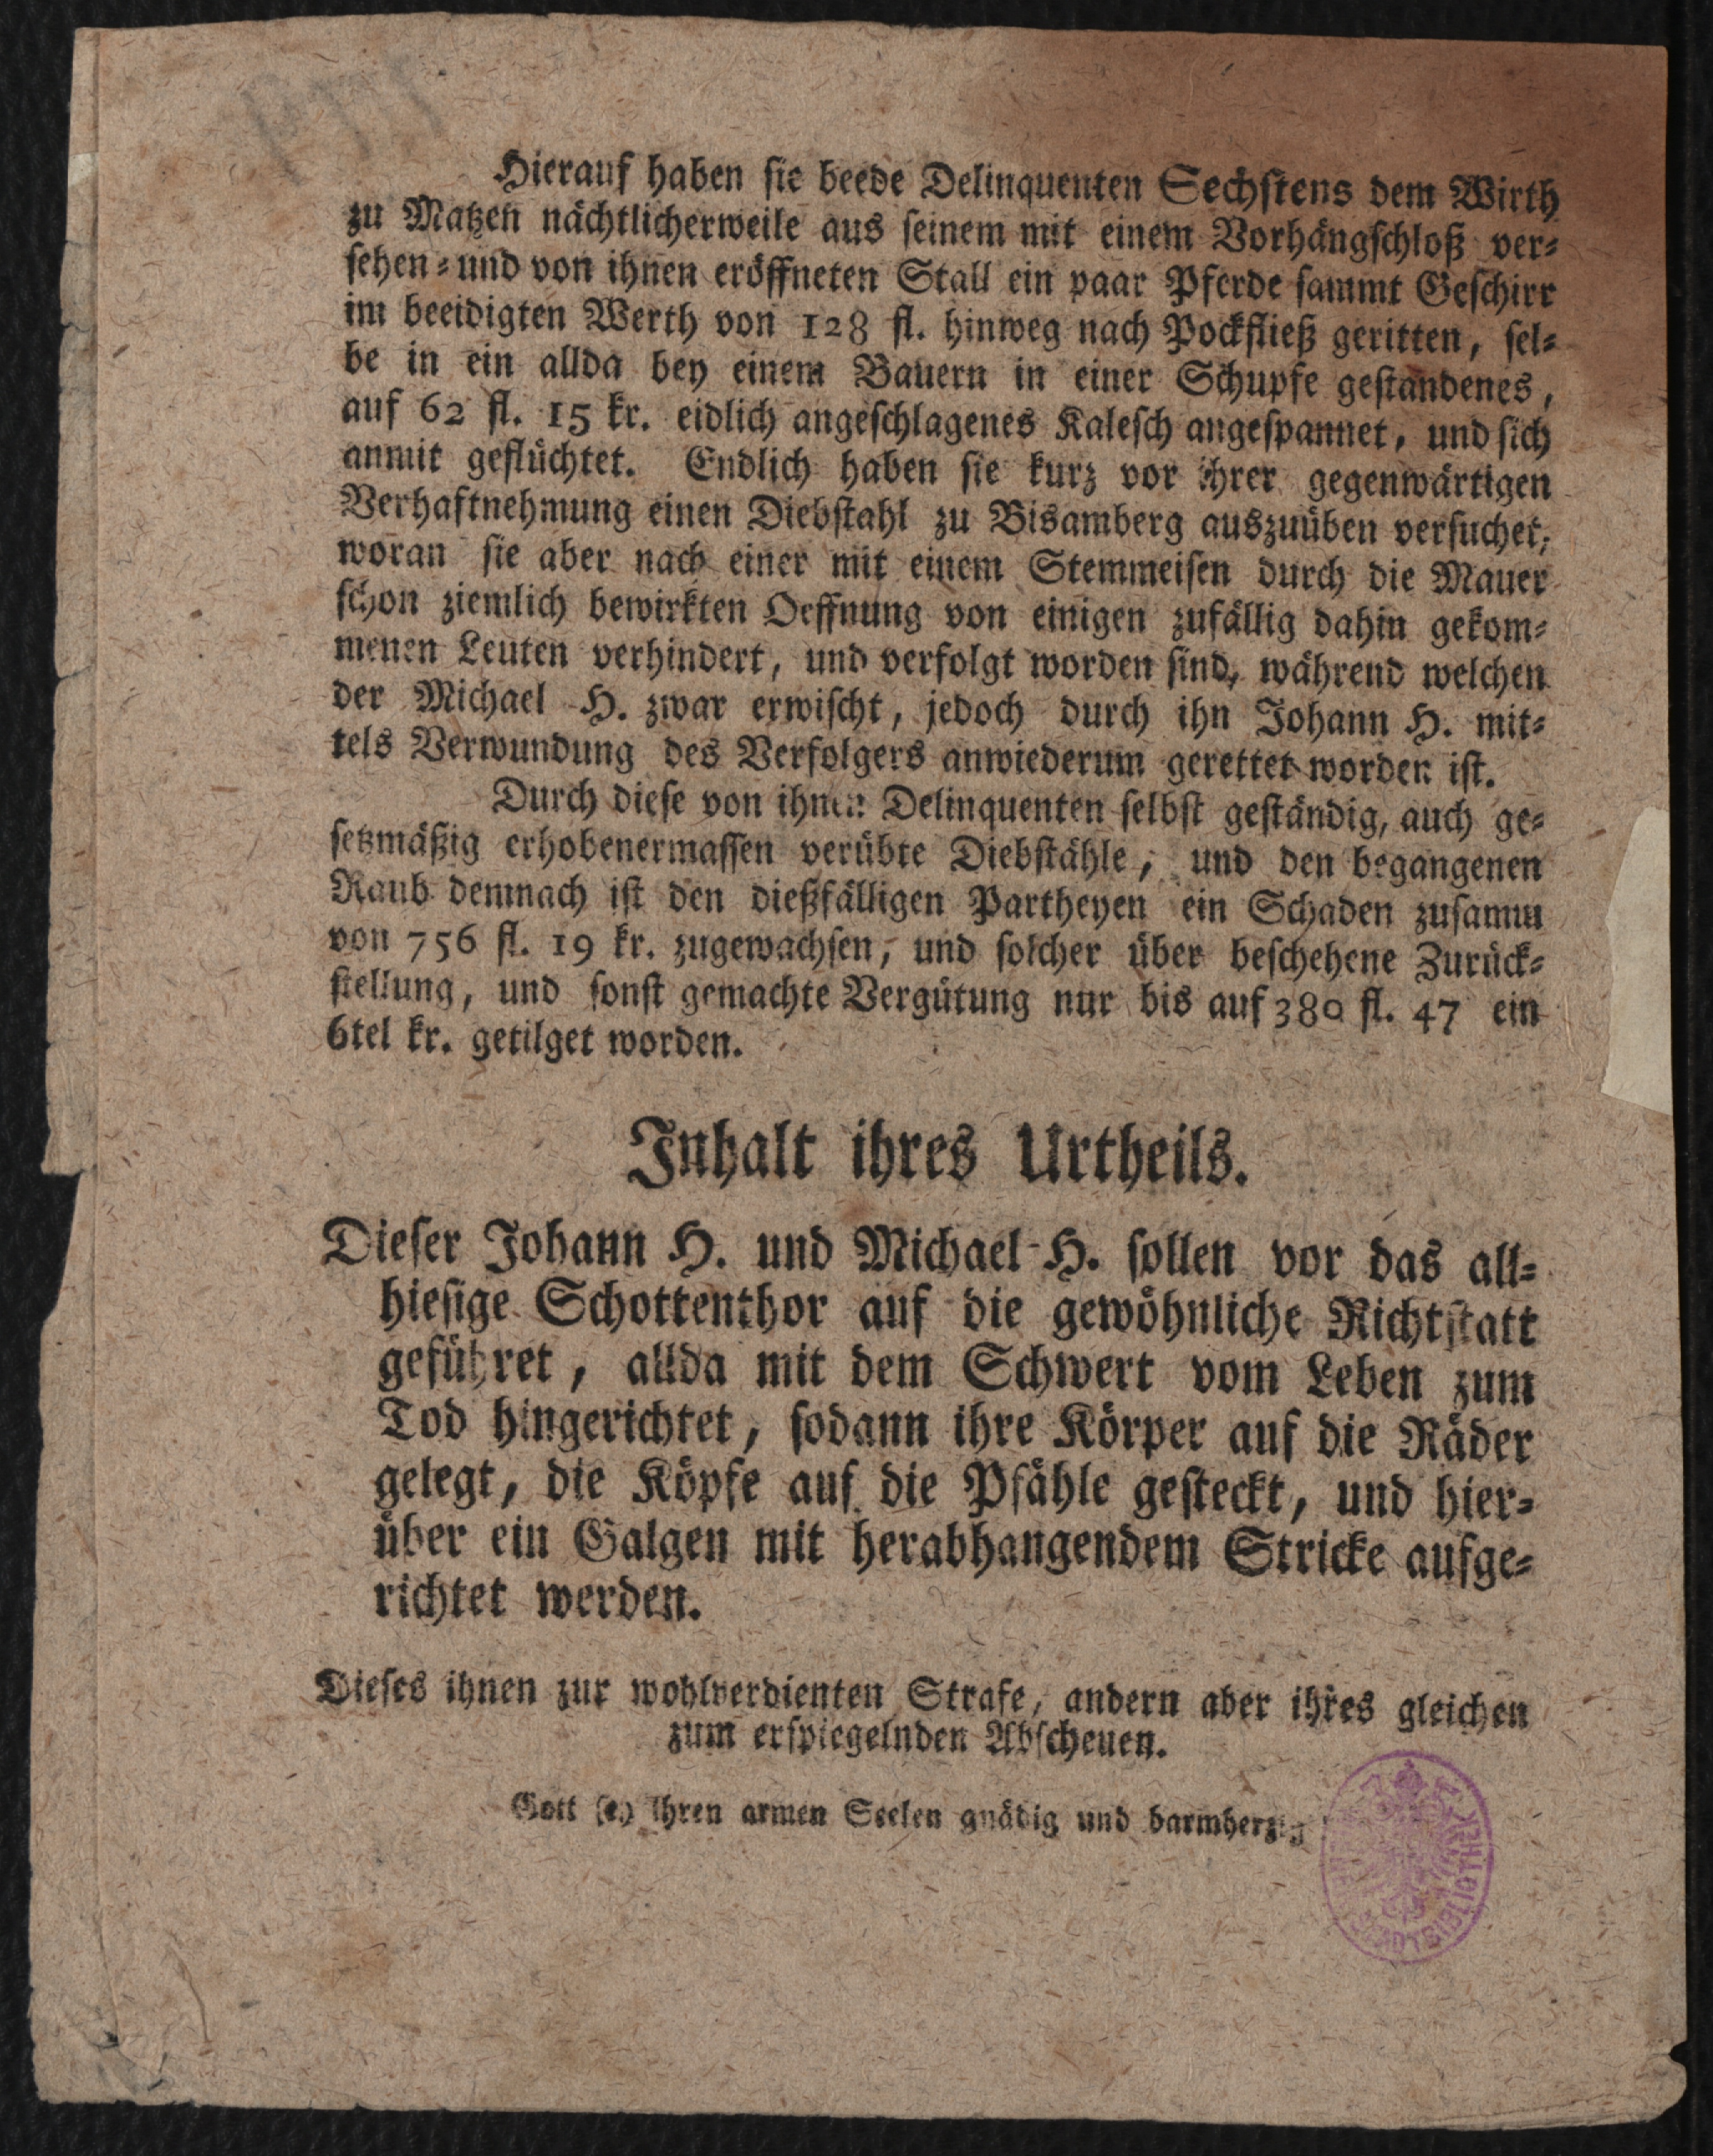 Hierauf haben sie beede Delinquenten Sechstens dem Wirth
zu Matzen nächtlicherweile aus seinem mit einem Vorhängschloß ver=
sehen= und von ihnen eröffneten Stall ein paar Pferde sammt Geschirr
im beeidigten Werth von 128 fl. hinweg nach Pockfließ geritten, sel=
be in ein allda bey einem Bauern in einer Schupfe gestandenes,
auf 62 fl. 15 kr. eidlich angeschlagenes Kalesch angespannet, und sich
anmit geflüchtet. Endlich haben sie kurz vor ihrer gegenwärtigen
Verhaftnehmung einen Diebstahl zu Bisamberg auszuüben versuchet,
woran sie aber nach einer mit einem Stemmeisen durch die Mauer
schon ziemlich bewirkten Oeffnung von einigen zufällig dahin gekom=
menen Leuten verhindert, und verfolgt worden sind, während welchen
der Michael H. zwar erwischt, jedoch durch ihn Johann H. mit=
tels Verwundung des Verfolgers anwiederum gerettet worden ist.
Durch diese von ihnen Delinquenten selbst geständig, auch ge=
setzmäßig erhobenermassen verübte Diebstähle, und den begangenen
Raub demnach ist den dießfälligen Partheyen ein Schaden zusamm
von 756 fl. 19 kr. zugewachsen, und solcher über beschehene Zurück=
stellung, und sonst gemachte Vergütung nur bis auf 380 fl. 47 ein
6tel kr. getilget worden.
Inhalt ihres Urtheils.
Dieser Johann H. und Michael H. sollen vor das all=
hiesige Schottenthor auf die gewöhnliche Richtstatt
geführet, allda mit dem Schwert vom Leben zum
Tod hingerichtet, sodann ihre Körper auf die Räder
gelegt, die Köpfe auf die Pfähle gesteckt, und hier=
über ein Galgen mit herabhangendem Stricke aufge=
richtet werden.
Dieses ihnen zur wohlverdienten Strafe, andern aber ihres gleichen
zum erspiegelnden Abscheuen.
Gott sey ihren armen Seelen gnädig und barmherzig